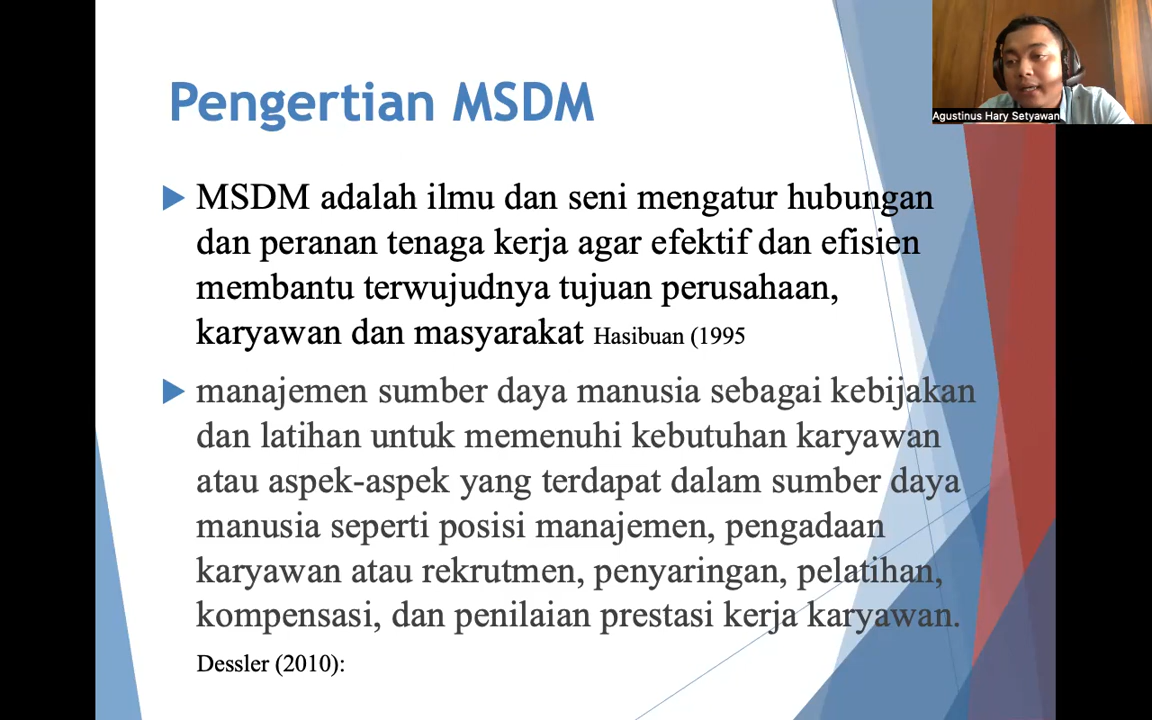 Pengertian MSDM
Agustinus Hary Setyawan
MSDM adalah ilmu dan seni mengatur hubungan
dan peranan tenaga kerja agar efektif dan efisien
membantu terwujudnya tujuan perusahaan,
karyawan dan masyarakat Hasibuan (1995
manajemen sumber daya manusia sebagai kebijakan
dan latihan untuk memenuhi kebutuhan karyawan
atau aspek-aspek yang terdapat dalam sumber daya
manusia seperti posisi manajemen, pengadaan
karyawan atau rekrutmen, penyaringan, pelatihan,
kompensasi, dan penilaian prestasi kerja karyawan.
Dessler (2010):